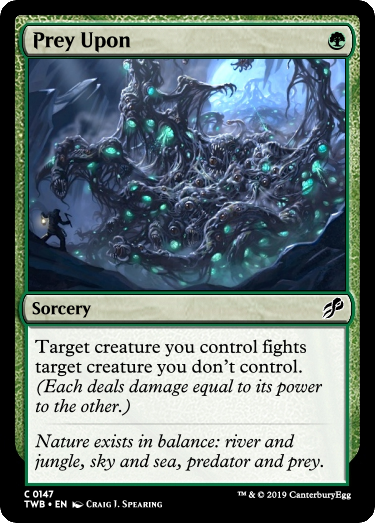 Prey Upon
Sorcery
Target creature you control fights
target creature you don't control.
(Each deals damage equal to its power
to the other.)
Nature exists in balance: river and
jungle, sky and sea, predator and prey.
C 0147
TWB • EN Craig J. Spearing
™ & © 2019 CanterburyEgg